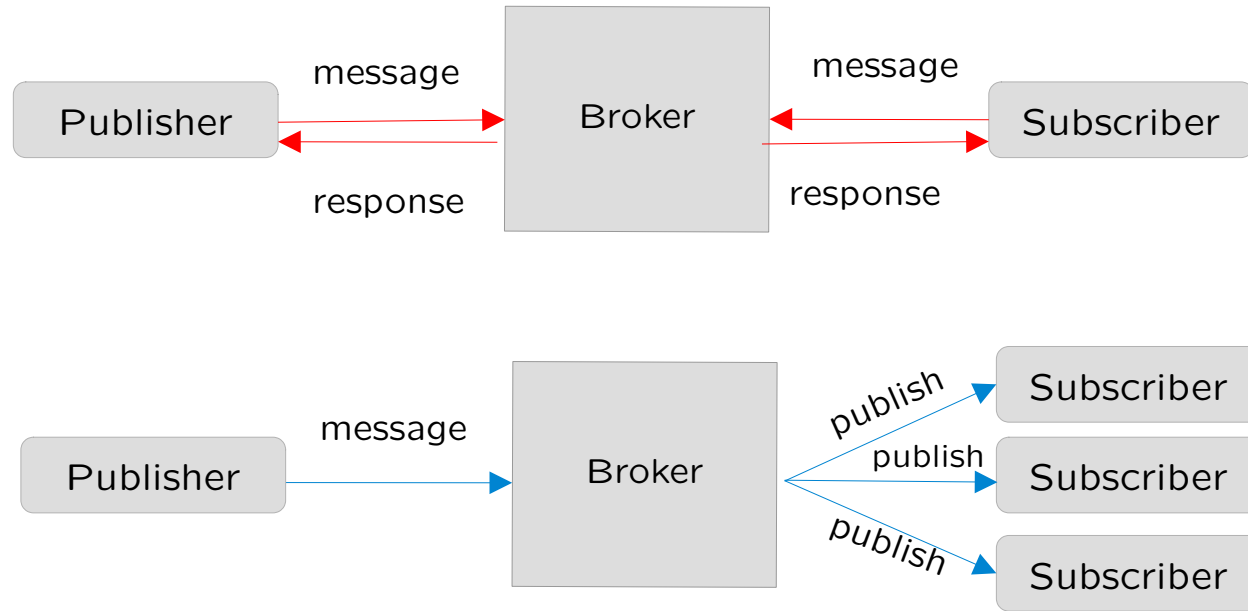 message
message
Publisher
Broker
Subscriber
response
response
publish
Subscriber
message
publish
Publisher
Broker
Subscriber
publish
Subscriber